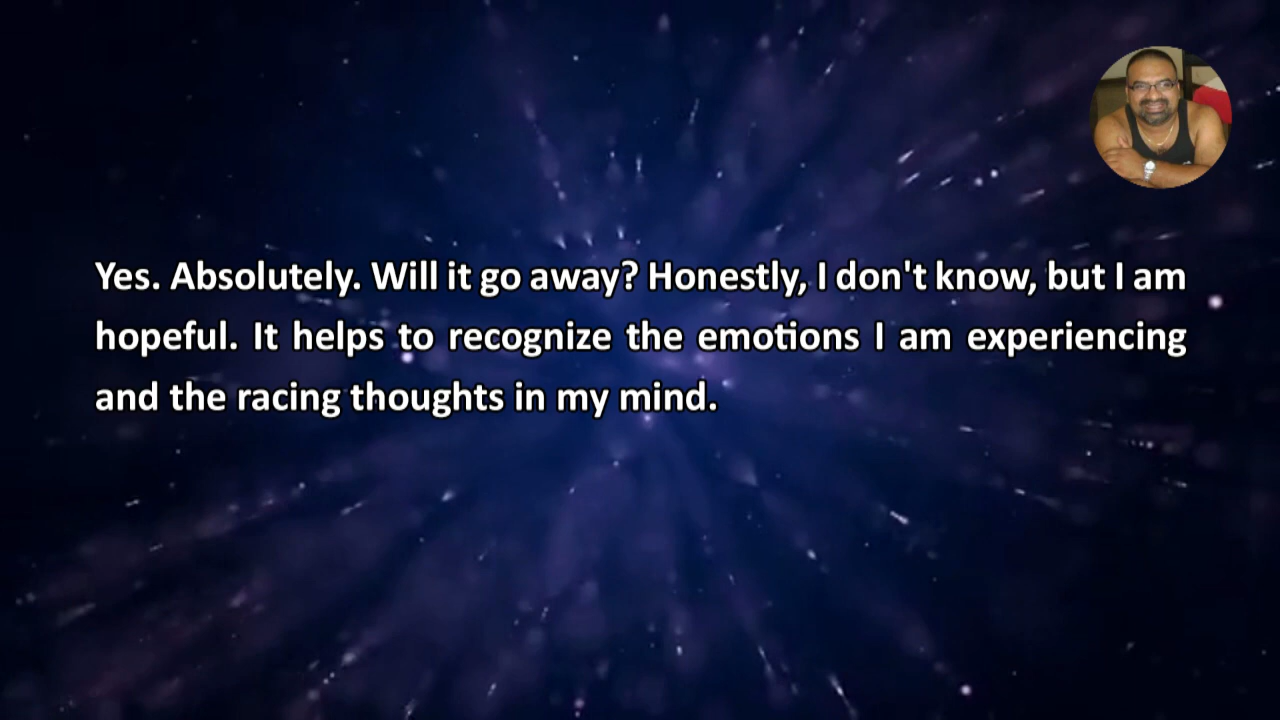 Yes. Absolutely. Will it go away? Honestly, I don't know, but I am
hopeful. It helps to recognize the emotions I am experiencing
and the racing thoughts in my mind.